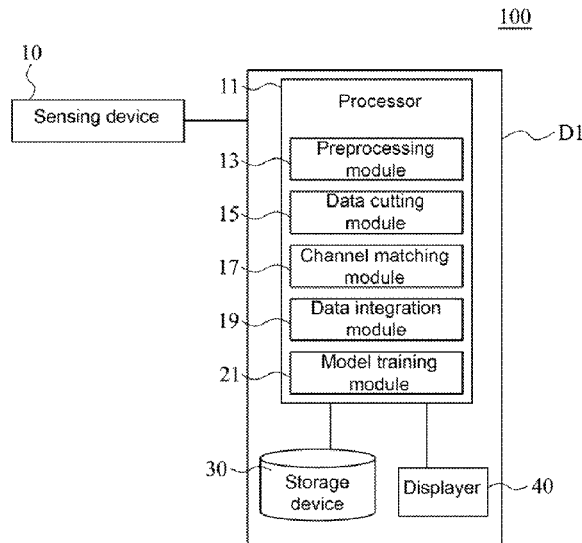 100
10
Sensing device
11
Processor
D1
13
Preprocessing
module
15
Data cutting
module
17
Channel matching
module
19
Data integration
module
21
Model training
module
30
Storage
device
Displayer
40